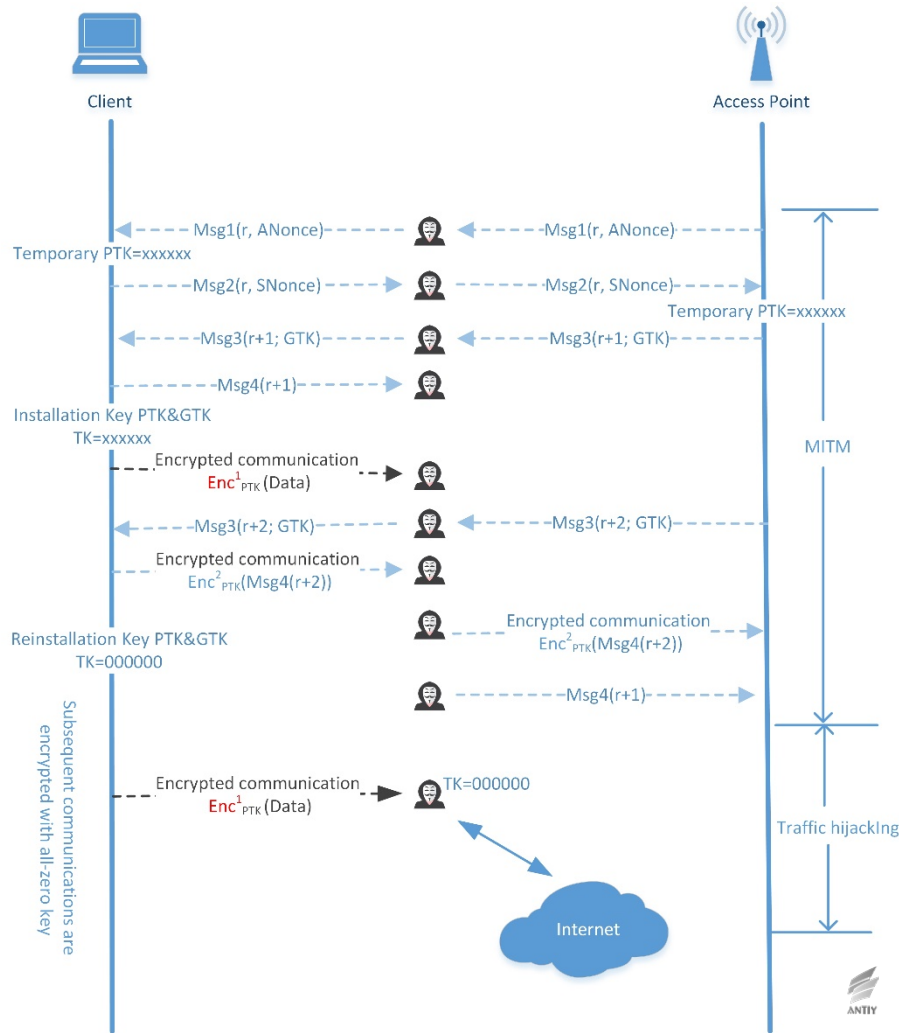 Client
Access Point
Msg1(r, ANonce)
Msg1(r, ANonce)
Temporary PTK=xxxxxx
Msg2(r, SNonce)
Msg2(r, SNonce)
Temporary PTK=xxxxxx
Msg3(r+1; GTK)
Msg3(r+1; GTK)
Msg4(r+1)
Installation Key PTK&GTK
TK=xxxxxx
MITM
Encrypted communication
Enc¹PTK(Data)
Msg3(r+2; GTK)
Msg3(r+2; GTK)
Encrypted communication
Enc²PTK(Msg4(r+2))
Encrypted communication
Enc²PTK(Msg4(r+2))
Reinstallation Key PTK&GTK
TK=000000
Msg4(r+1)
Subsequent communications are
encrypted with all-zero key
Encrypted communication
Enc¹PTK(Data)
TK=000000
Traffic hijackIng
Internet
ANTIY